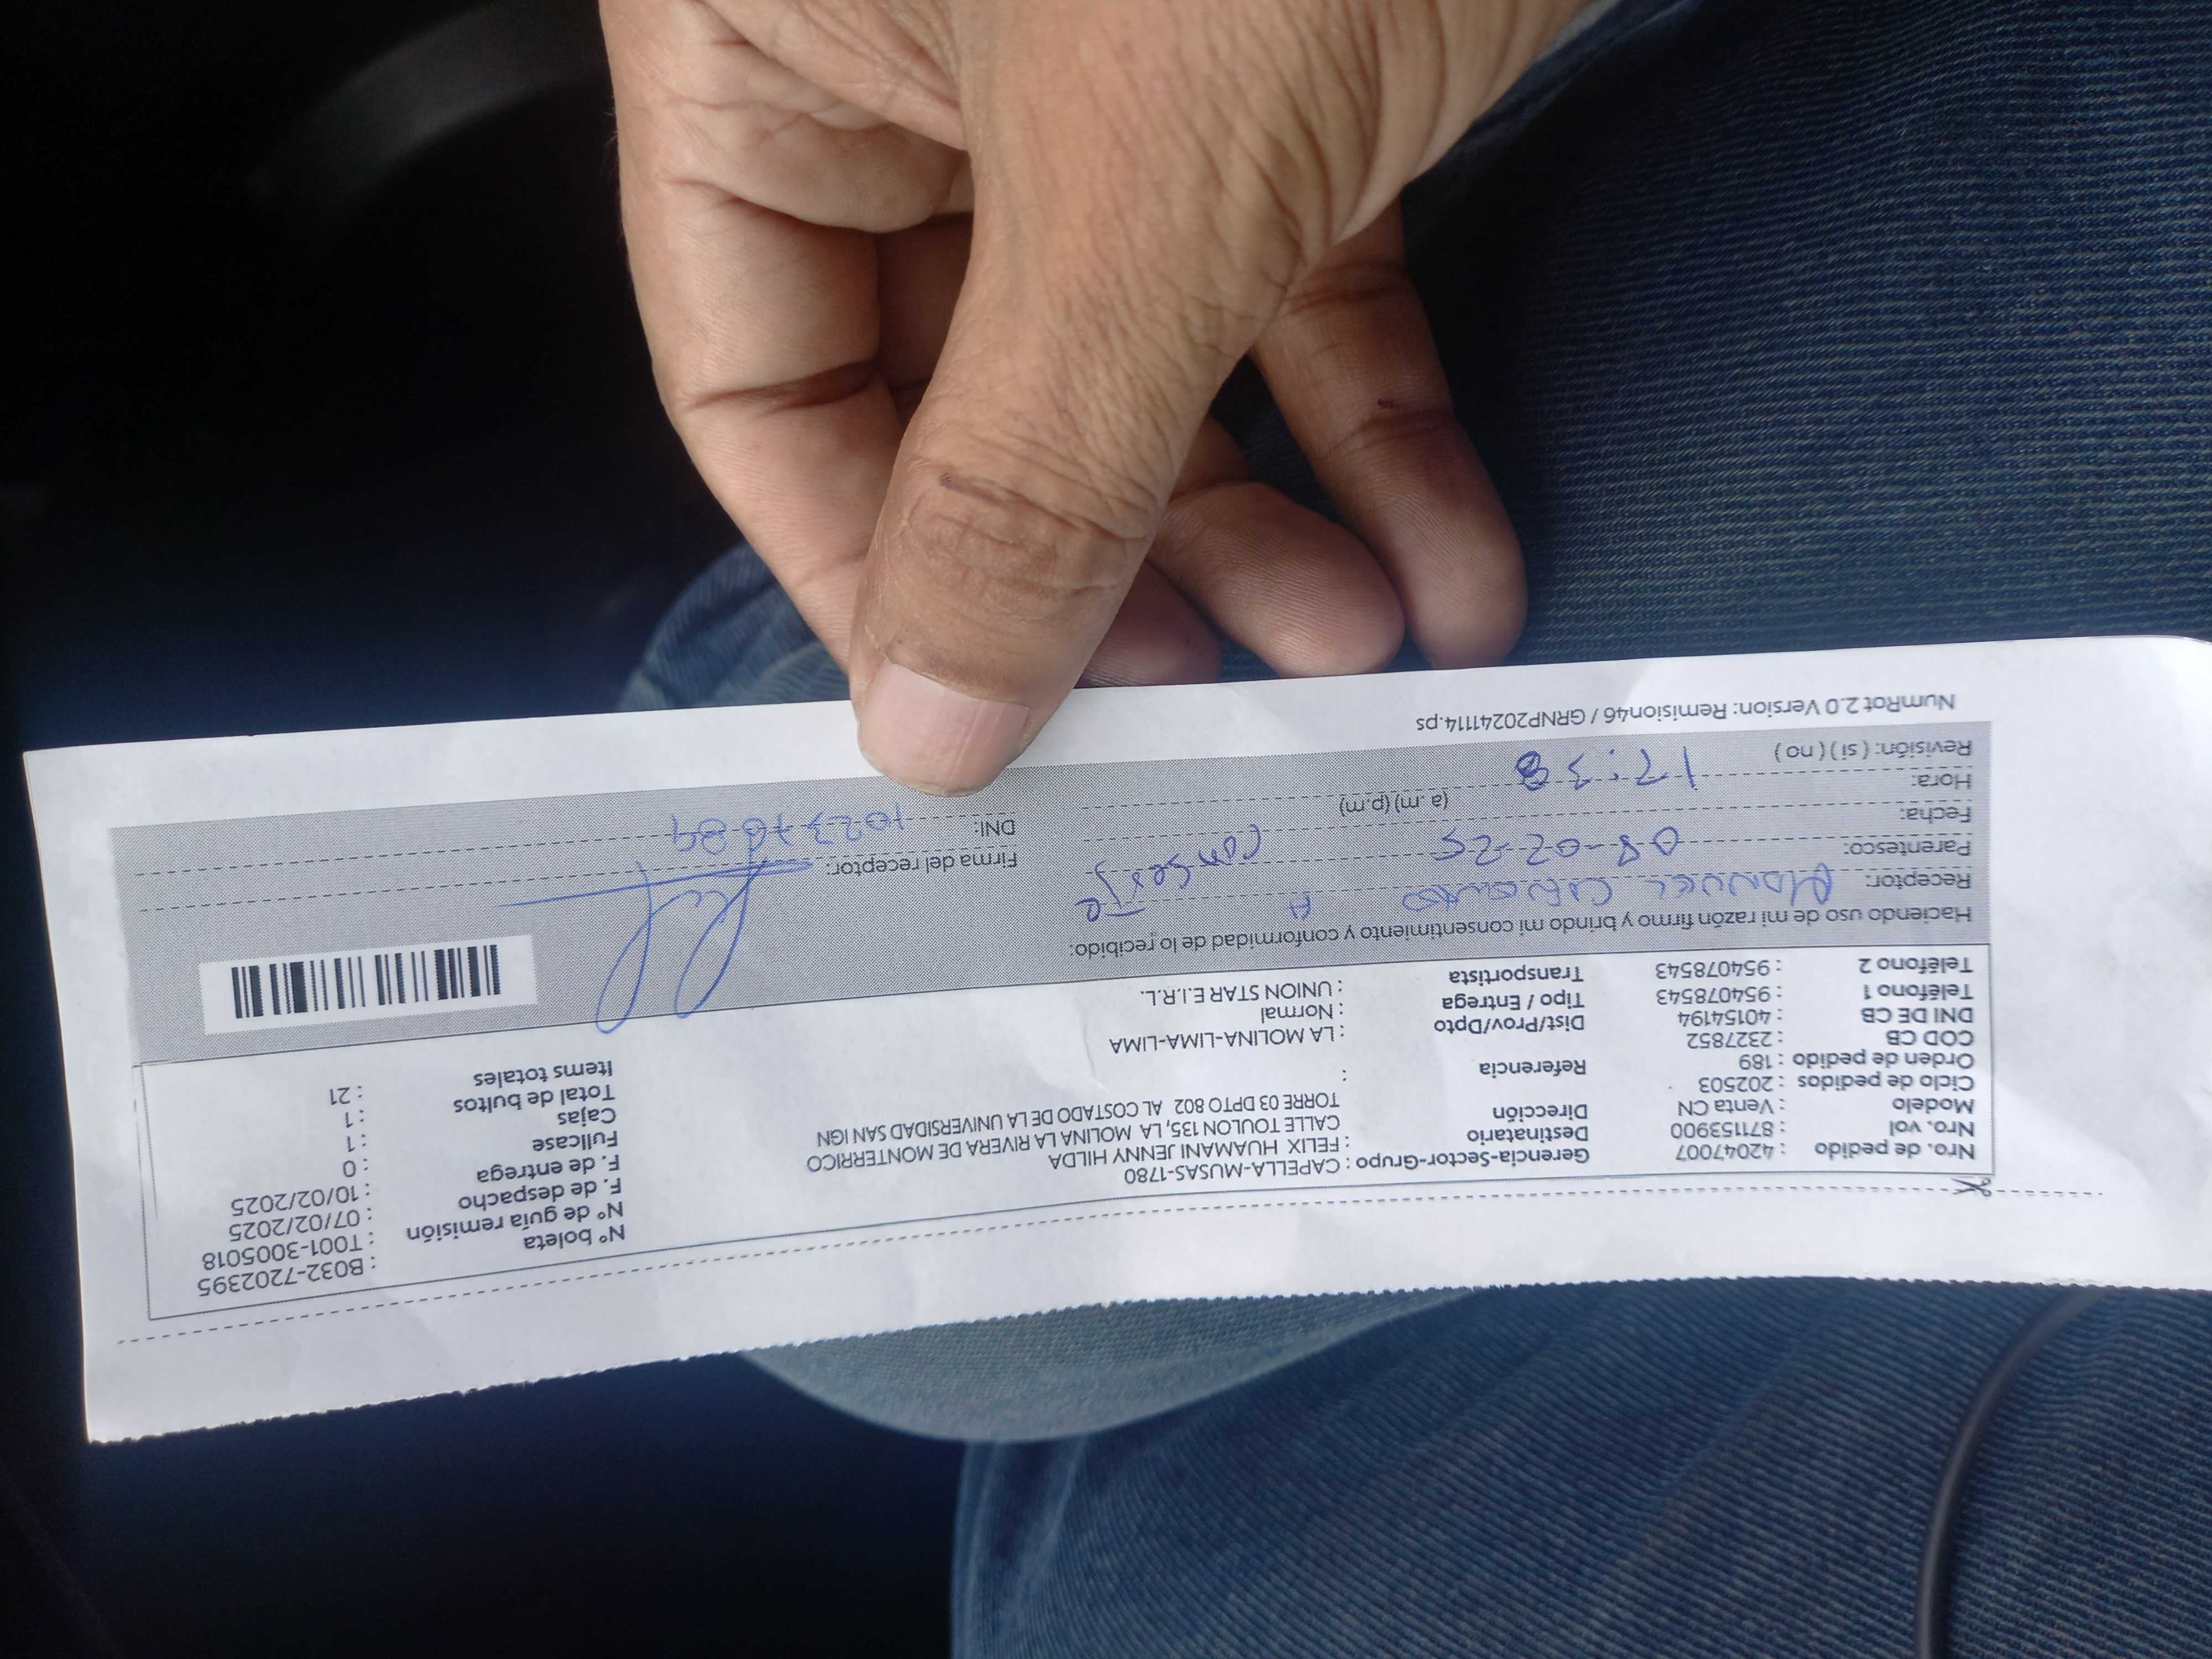 Nro. de pedido : 42047007
Nro. vol : 871153900
Modelo : Venta CN
Ciclo de pedidos : 202503
Orden de pedido : 189
COD CB : 2327852
DNI DE CB : 40154194
Teléfono 1 : 954078543
Teléfono 2 : 954078543
Gerencia-Sector-Grupo : CAPELLA-MUSAS-1780
Destinatario : FELIX HUAMANI JENNY HILDA
Dirección CALLE TOULON 135, LA MOLINA LA RIVERA DE MONTERRICO
TORRE 03 DPTO 802 AL COSTADO DE LA UNIVERSIDAD SAN IGN
Referencia :
Dist/Prov/Dpto : LA MOLINA-LIMA-LIMA
Tipo / Entrega : Normal
Transportista : UNION STAR E.I.R.L.
Nº boleta : B032-7202395
Nº de guía remisión : T001-3005018
F. de despacho : 07/02/2025
F. de entrega : 10/02/2025
Fullcase : 0
Cajas : 1
Total de bultos : 1
Items totales : 21
Haciendo uso de mi razón firmo y brindo mi consentimiento y conformidad de lo recibido:
Receptor: MANUEL A
Parentesco: Conserje
Fecha: 08-02-25
Hora: 17:38 (a.m) (p.m)
Revisión: ( si ) ( no )
Firma del receptor:
DNI:
NumRot 2.0 Version: Remision46 / GRNP20241114.ps